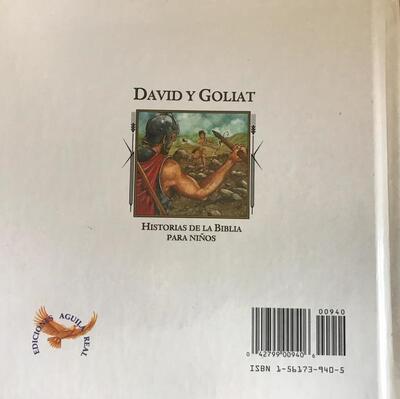 DAVID Y GOLIAT
HISTORIAS DE LA BIBLIA
PARA NIÑOS
EDICIONES AGUILA REAL
00940
0 42799 00940 6
ISBN 1-56173-940-5